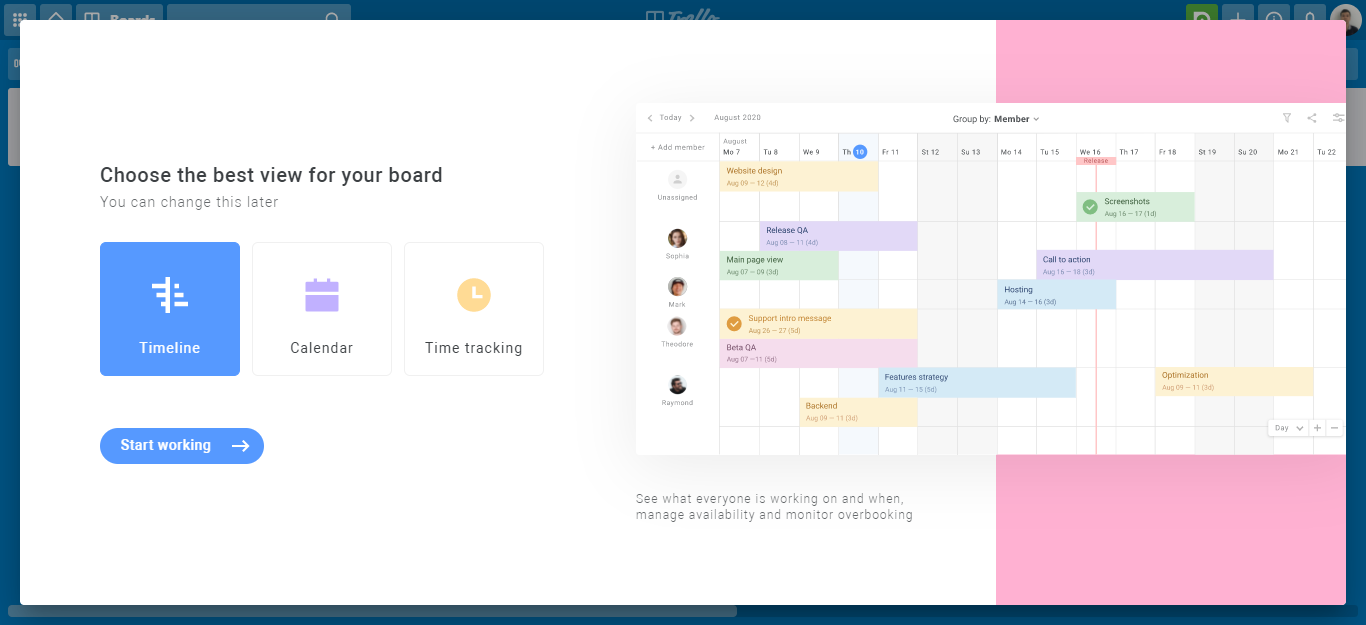 Boards
Trello
Choose the best view for your board
You can change this later
Timeline
Calendar
Time tracking
Start working
Today
August 2020
Group by: Member
+ Add member
August
Mo 7
Tu 8
We 9
Th 10
Fr 11
St 12
Su 13
Mo 14
Tu 15
We 16
Th 17
Fr 18
St 19
Su 20
Mo 21
Tu 22
Release
Unassigned
Website design
Aug 09 — 12 (4d)
Screenshots
Aug 16 — 17 (1d)
Sophia
Release QA
Aug 08 — 11 (4d)
Main page view
Aug 07 — 09 (3d)
Call to action
Aug 16 — 18 (3d)
Mark
Hosting
Aug 14 — 16 (3d)
Theodore
Support intro message
Aug 26 — 27 (5d)
Beta QA
Aug 07 —11 (5d)
Raymond
Features strategy
Aug 11 — 15 (5d)
Optimization
Aug 09 — 11 (3d)
Backend
Aug 09 — 11 (3d)
Day
See what everyone is working on and when,
manage availability and monitor overbooking